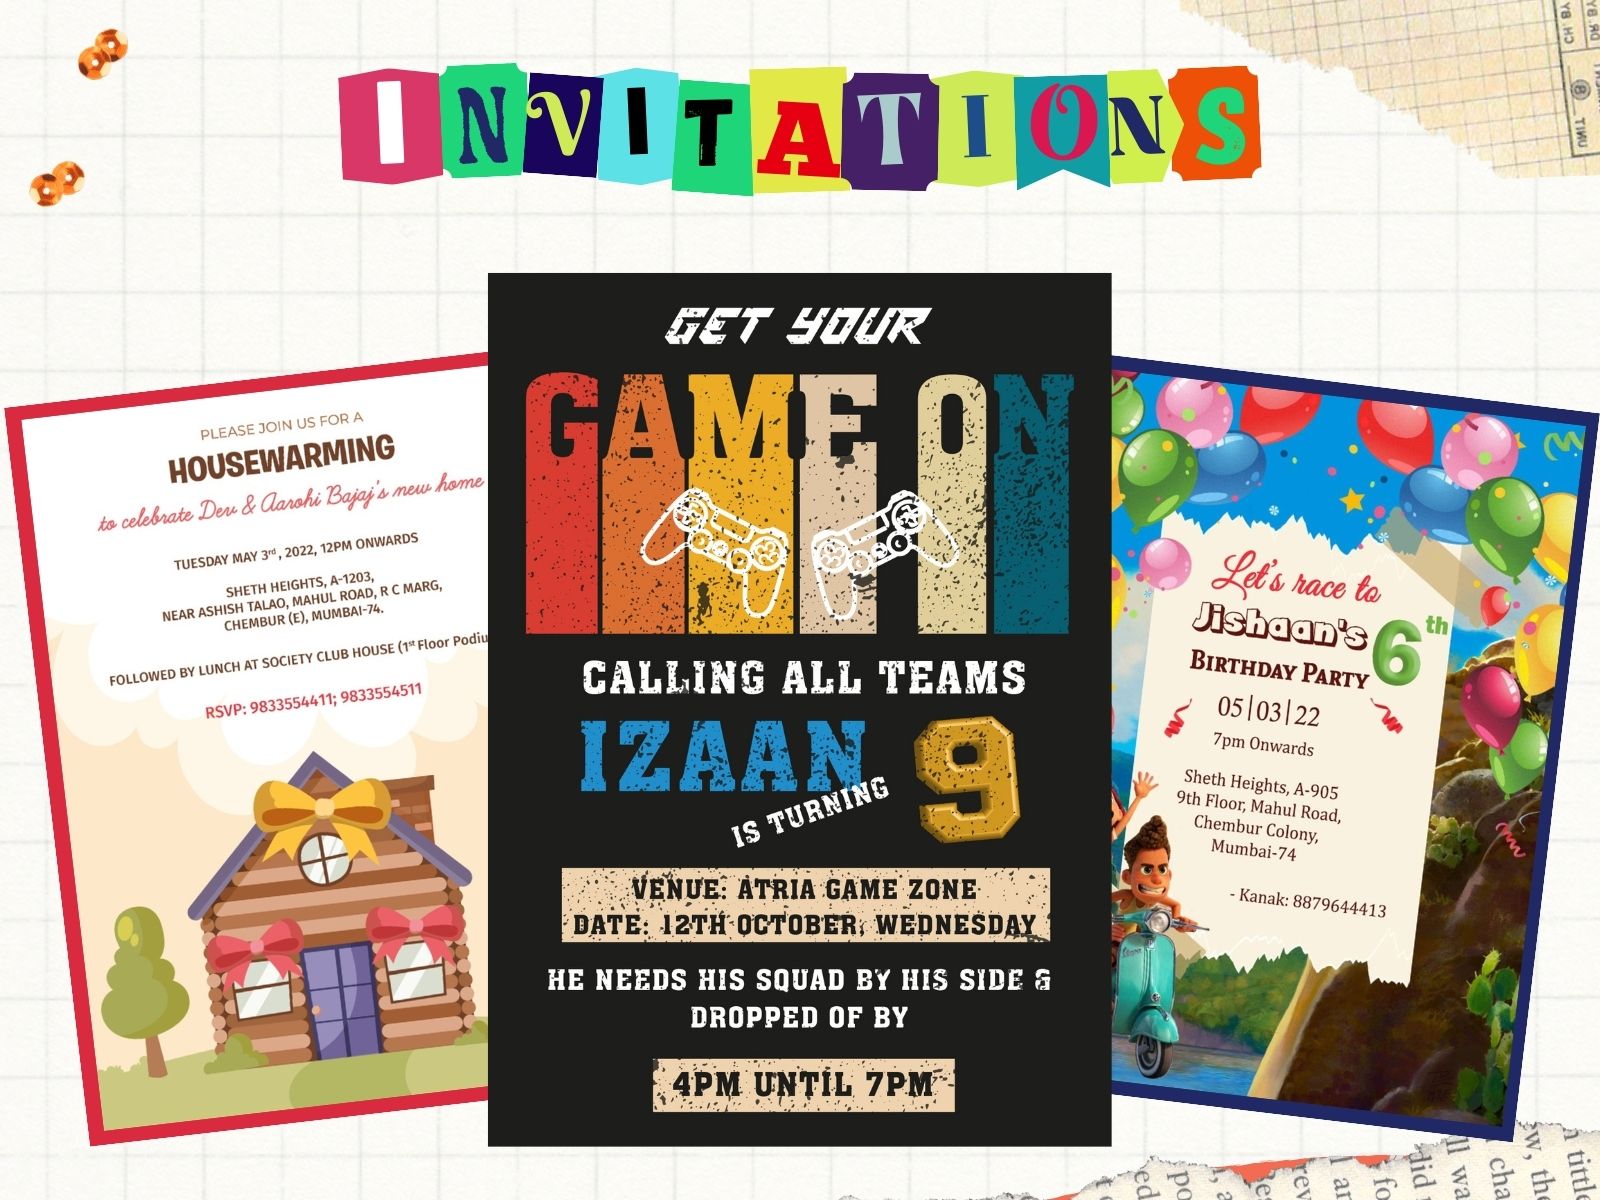 INVITATIONS
PLEASE JOIN US FOR A
HOUSEWARMING
to celebrate Dev & Aarohi Bajaj's new home
TUESDAY MAY 3rd , 2022, 12PM ONWARDS
SHETH HEIGHTS, A-1203,
NEAR ASHISH TALAO, MAHUL ROAD, R C MARG,
CHEMBUR (E), MUMBAI-74.
FOLLOWED BY LUNCH AT SOCIETY CLUB HOUSE (1st Floor Podiu
RSVP: 9833554411; 9833554511
GET YOUR
GAME ON
CALLING ALL TEAMS
IZAAN
IS TURNING
9
VENUE: ATRIA GAME ZONE
DATE: 12TH OCTOBER, WEDNESDAY
HE NEEDS HIS SQUAD BY HIS SIDE &
DROPPED OF BY
4PM UNTIL 7PM
Let's race to
Jishaan's 6th
BIRTHDAY PARTY
05|03|22
7pm Onwards
Sheth Heights, A-905
9th Floor, Mahul Road,
Chembur Colony,
Mumbai-74
- Kanak: 8879644413